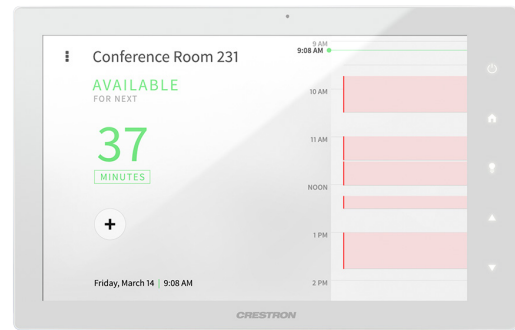 Conference Room 231
AVAILABLE
FOR NEXT
37
MINUTES
+
Friday, March 14 | 9:08 AM
9 AM
9:08 AM
10 AM
11 AM
NOON
1 PM
2 PM
CRESTRON